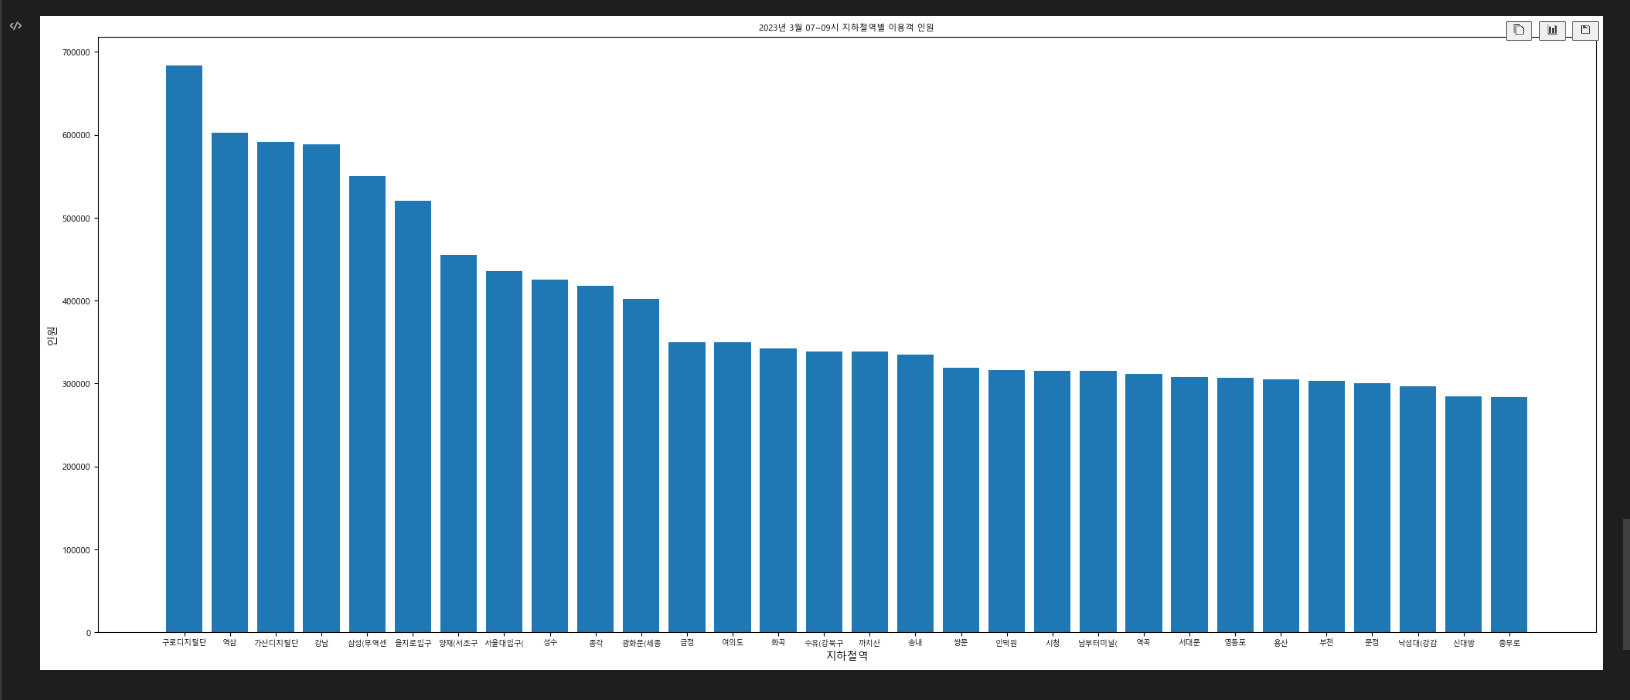 2023년 3월 07~09시 지하철역별 이용객 인원
700000
600000
500000
400000
300000
200000
100000
0
인원
구로디지털단 역삼 가산디지털단 강남 삼성(무역센 을지로입구 양재(서초구 서울대입구( 성수 종각 광화문(세종 금정 여의도 화곡 수유(강북구 까치산 송내 쌍문 인덕원 시청 남부터미널( 역곡 서대문 영등포 용산 부천 문정 낙성대(강감 신대방 충무로
지하철역